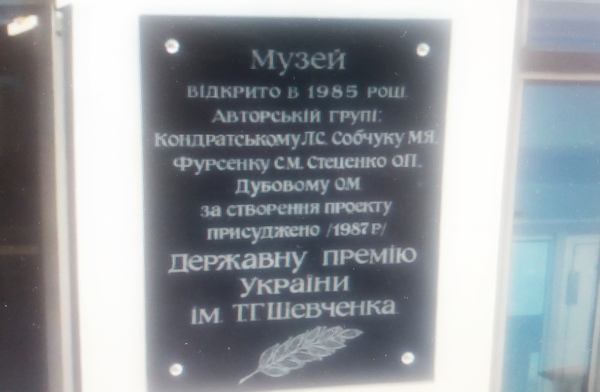 Музей
відкрито в 1985 році.
Авторській групі:
Кондратському Л.С. Собчуку М.Я.
Фурсенку С.М. Стеценко О.П.
Дубовому О.М
за створення проекту
присуджено /1987р/
Державну премію
України
ім. Т.Г.Шевченка.